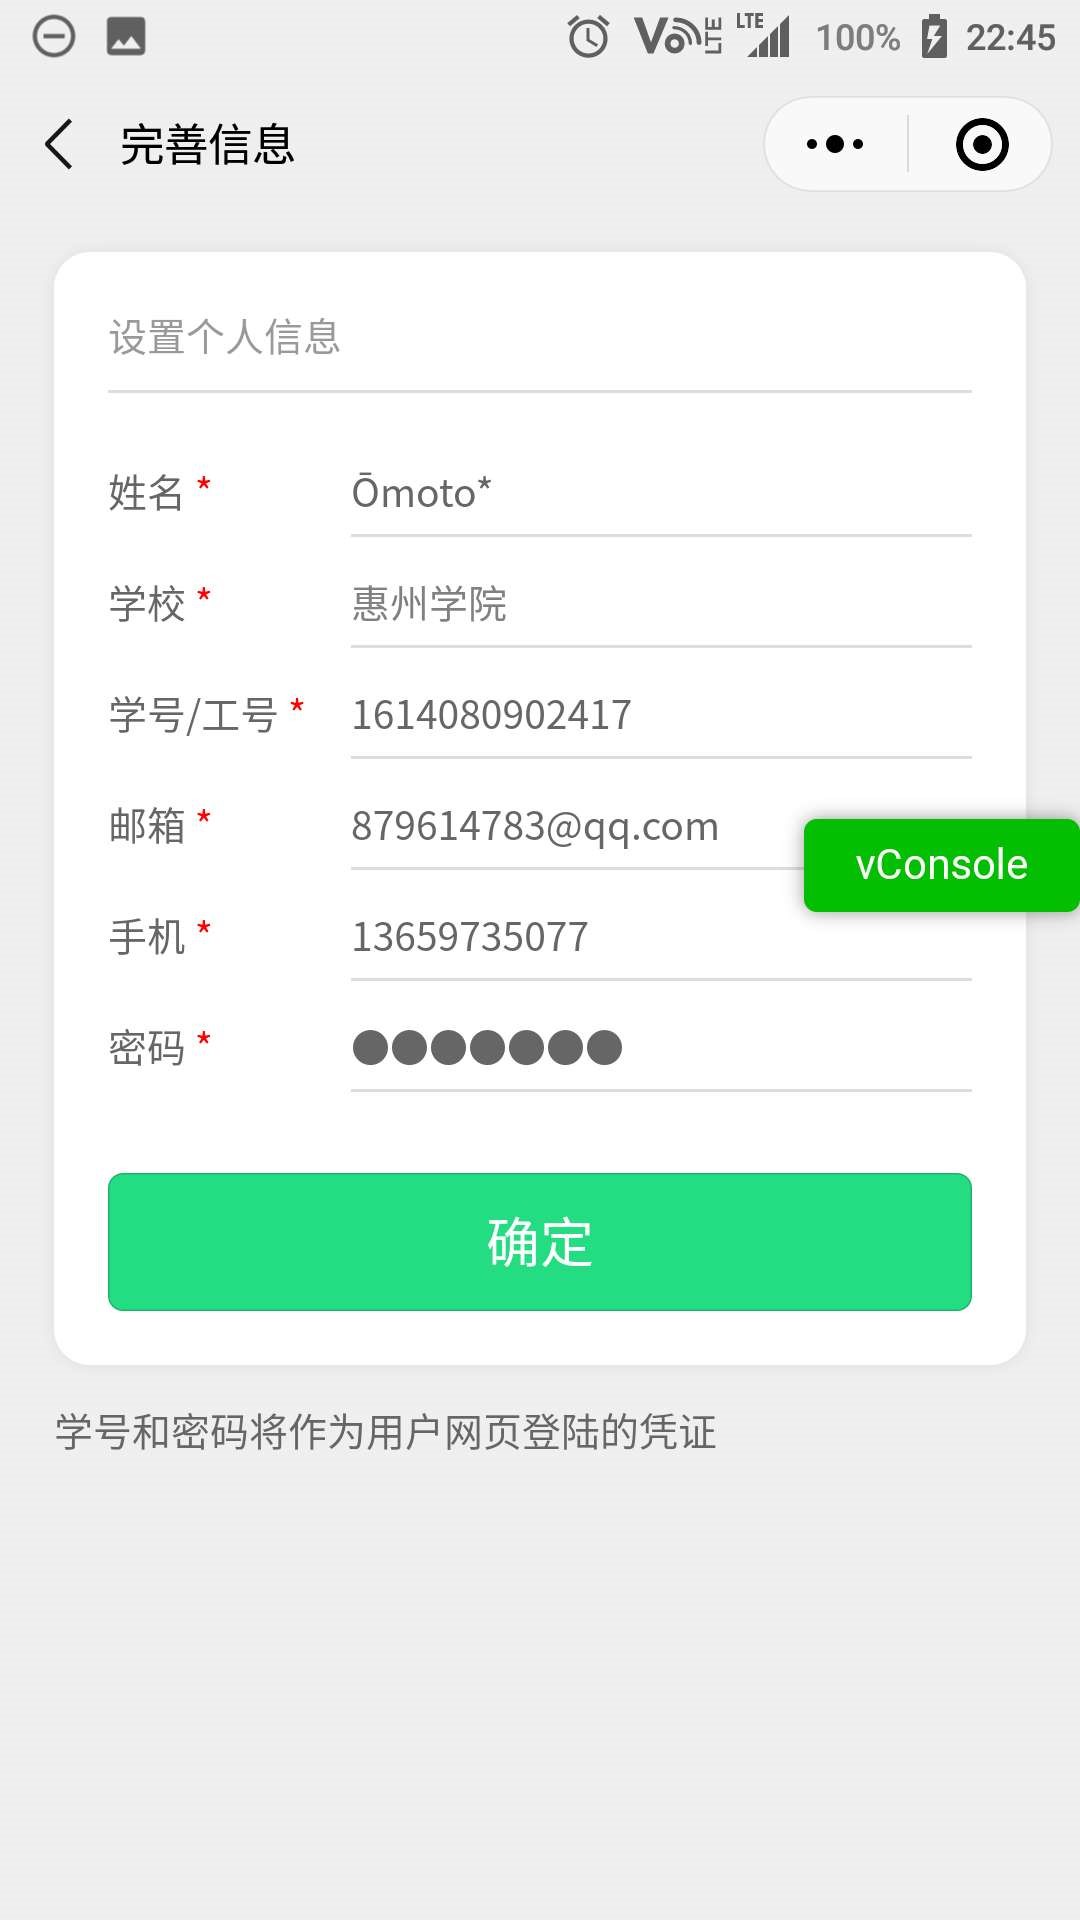 VoLTE LTE 100% 22:45
完善信息
设置个人信息
姓名 * Ōmoto*
学校 * 惠州学院
学号/工号 * 1614080902417
邮箱 * 879614783@qq.com
vConsole
手机 * 13659735077
密码 * ●●●●●●●
确定
学号和密码将作为用户网页登陆的凭证